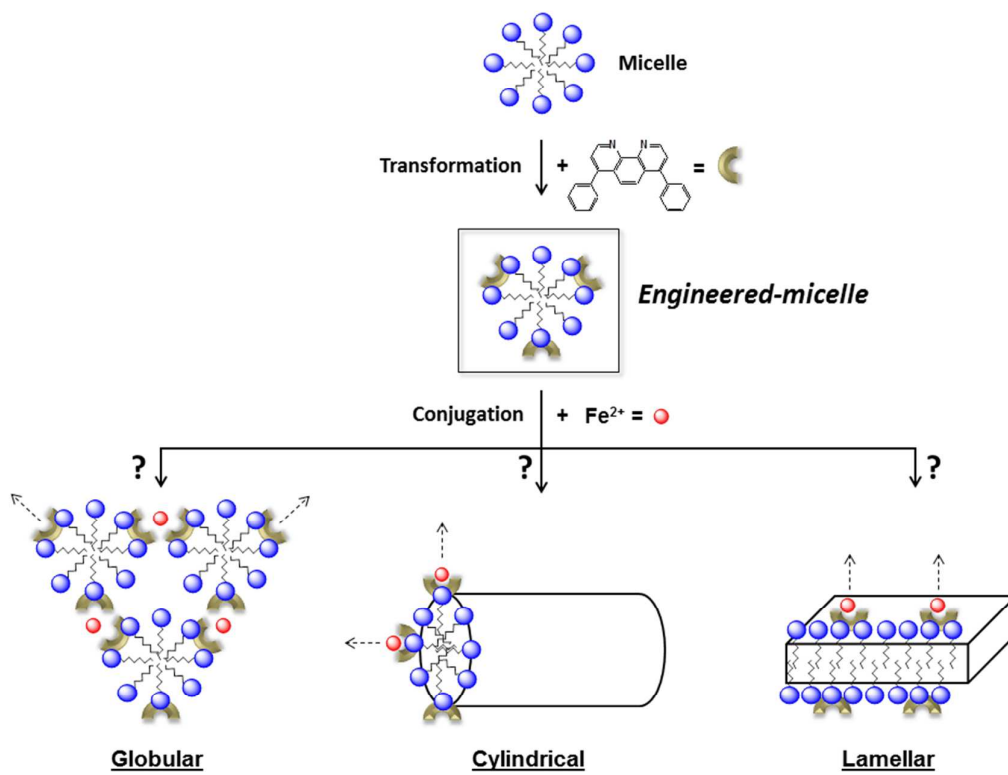 Micelle
Transformation + N N =
Engineered-micelle
Conjugation + Fe²⁺ =
? ? ?
Globular Cylindrical Lamellar